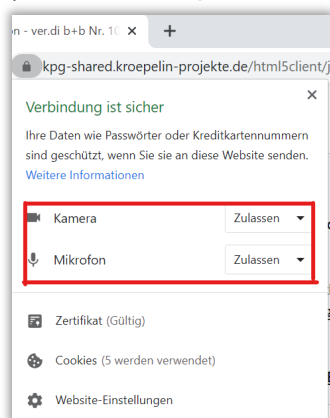 n - ver.di b+b Nr. 10
kpg-shared.kroepelin-projekte.de/html5client/j
Verbindung ist sicher
Ihre Daten wie Passwörter oder Kreditkartennummern
sind geschützt, wenn Sie sie an diese Website senden.
Weitere Informationen
Kamera Zulassen
Mikrofon Zulassen
Zertifikat (Gültig)
Cookies (5 werden verwendet)
Website-Einstellungen